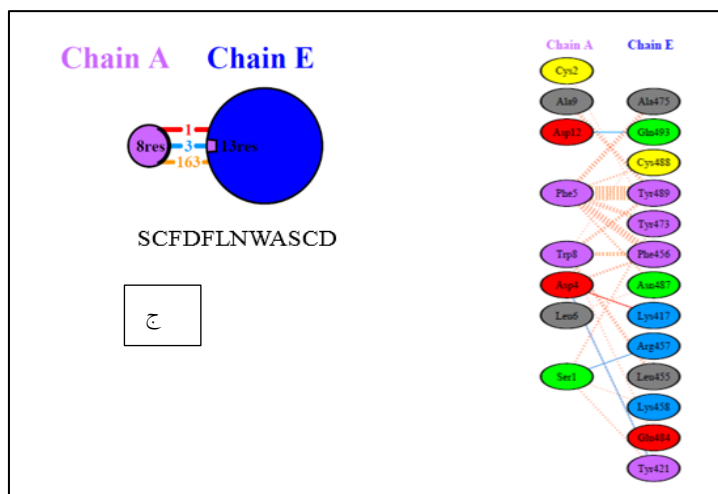 Chain A Chain E
8res
1
3
163
13res
SCFDFLNWASCD
ج
Chain A Chain E
Cys2
Ala9 Ala475
Asp12 Gln493
Cys488
Phe5 Tyr489
Tyr473
Trp8 Phe456
Asp4 Asn487
Leu6 Lys417
Arg457
Ser1 Leu455
Lys458
Glu484
Tyr421